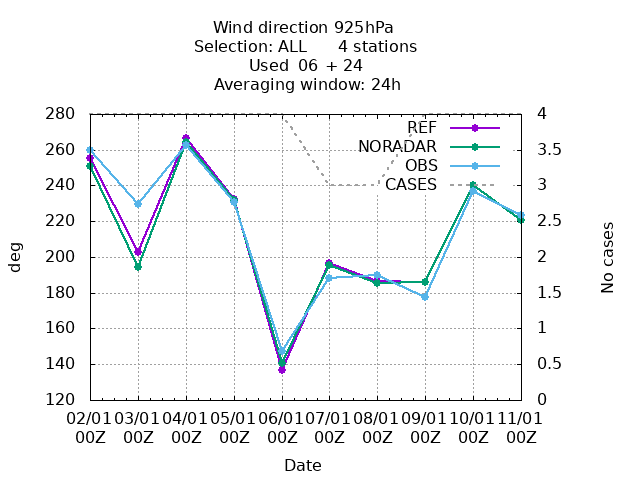 Wind direction 925hPa
Selection: ALL 4 stations
Used 06 + 24
Averaging window: 24h
280 4
REF
260 3.5
NORADAR
OBS
240 3
CASES
220 2.5
200 2
180 1.5
160 1
140 0.5
120 0
deg
No cases
02/01 03/01 04/01 05/01 06/01 07/01 08/01 09/01 10/01 11/01
00Z 00Z 00Z 00Z 00Z 00Z 00Z 00Z 00Z 00Z
Date